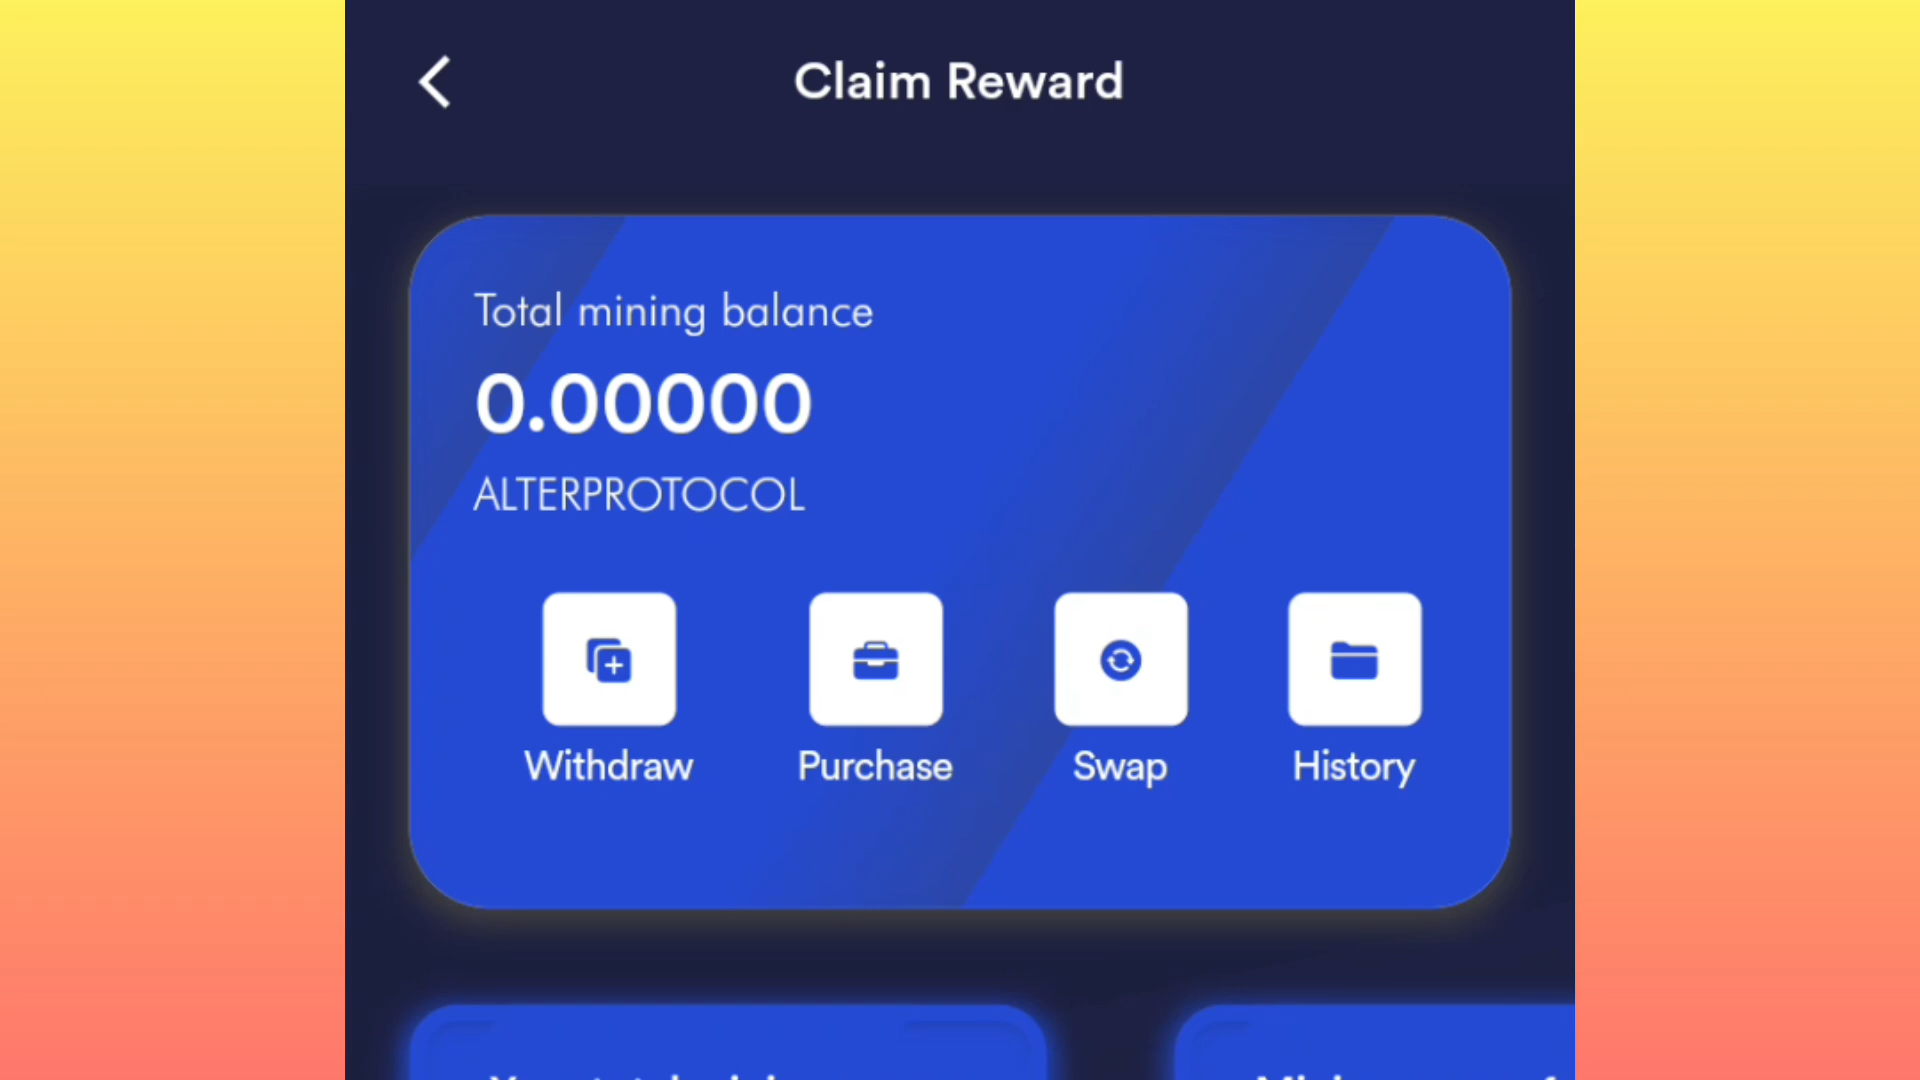 Claim Reward
Total mining balance
0.00000
ALTERPROTOCOL
Withdraw
Purchase
Swap
History